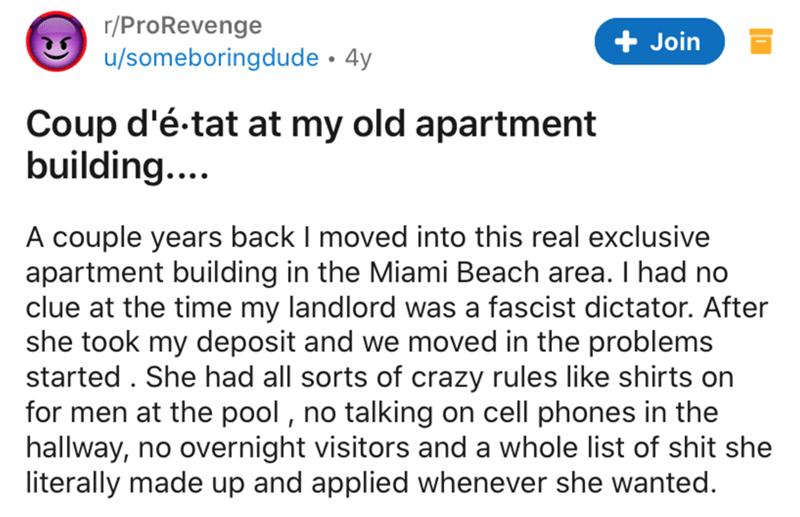 r/ProRevenge
u/someboringdude • 4y
+ Join
Coup d'é·tat at my old apartment
building....
A couple years back I moved into this real exclusive
apartment building in the Miami Beach area. I had no
clue at the time my landlord was a fascist dictator. After
she took my deposit and we moved in the problems
started . She had all sorts of crazy rules like shirts on
for men at the pool , no talking on cell phones in the
hallway, no overnight visitors and a whole list of shit she
literally made up and applied whenever she wanted.